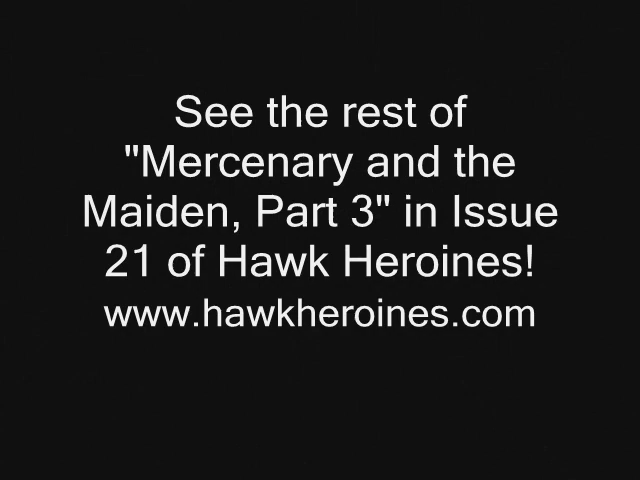 See the rest of
"Mercenary and the
Maiden, Part 3" in Issue
21 of Hawk Heroines!
www.hawkheroines.com